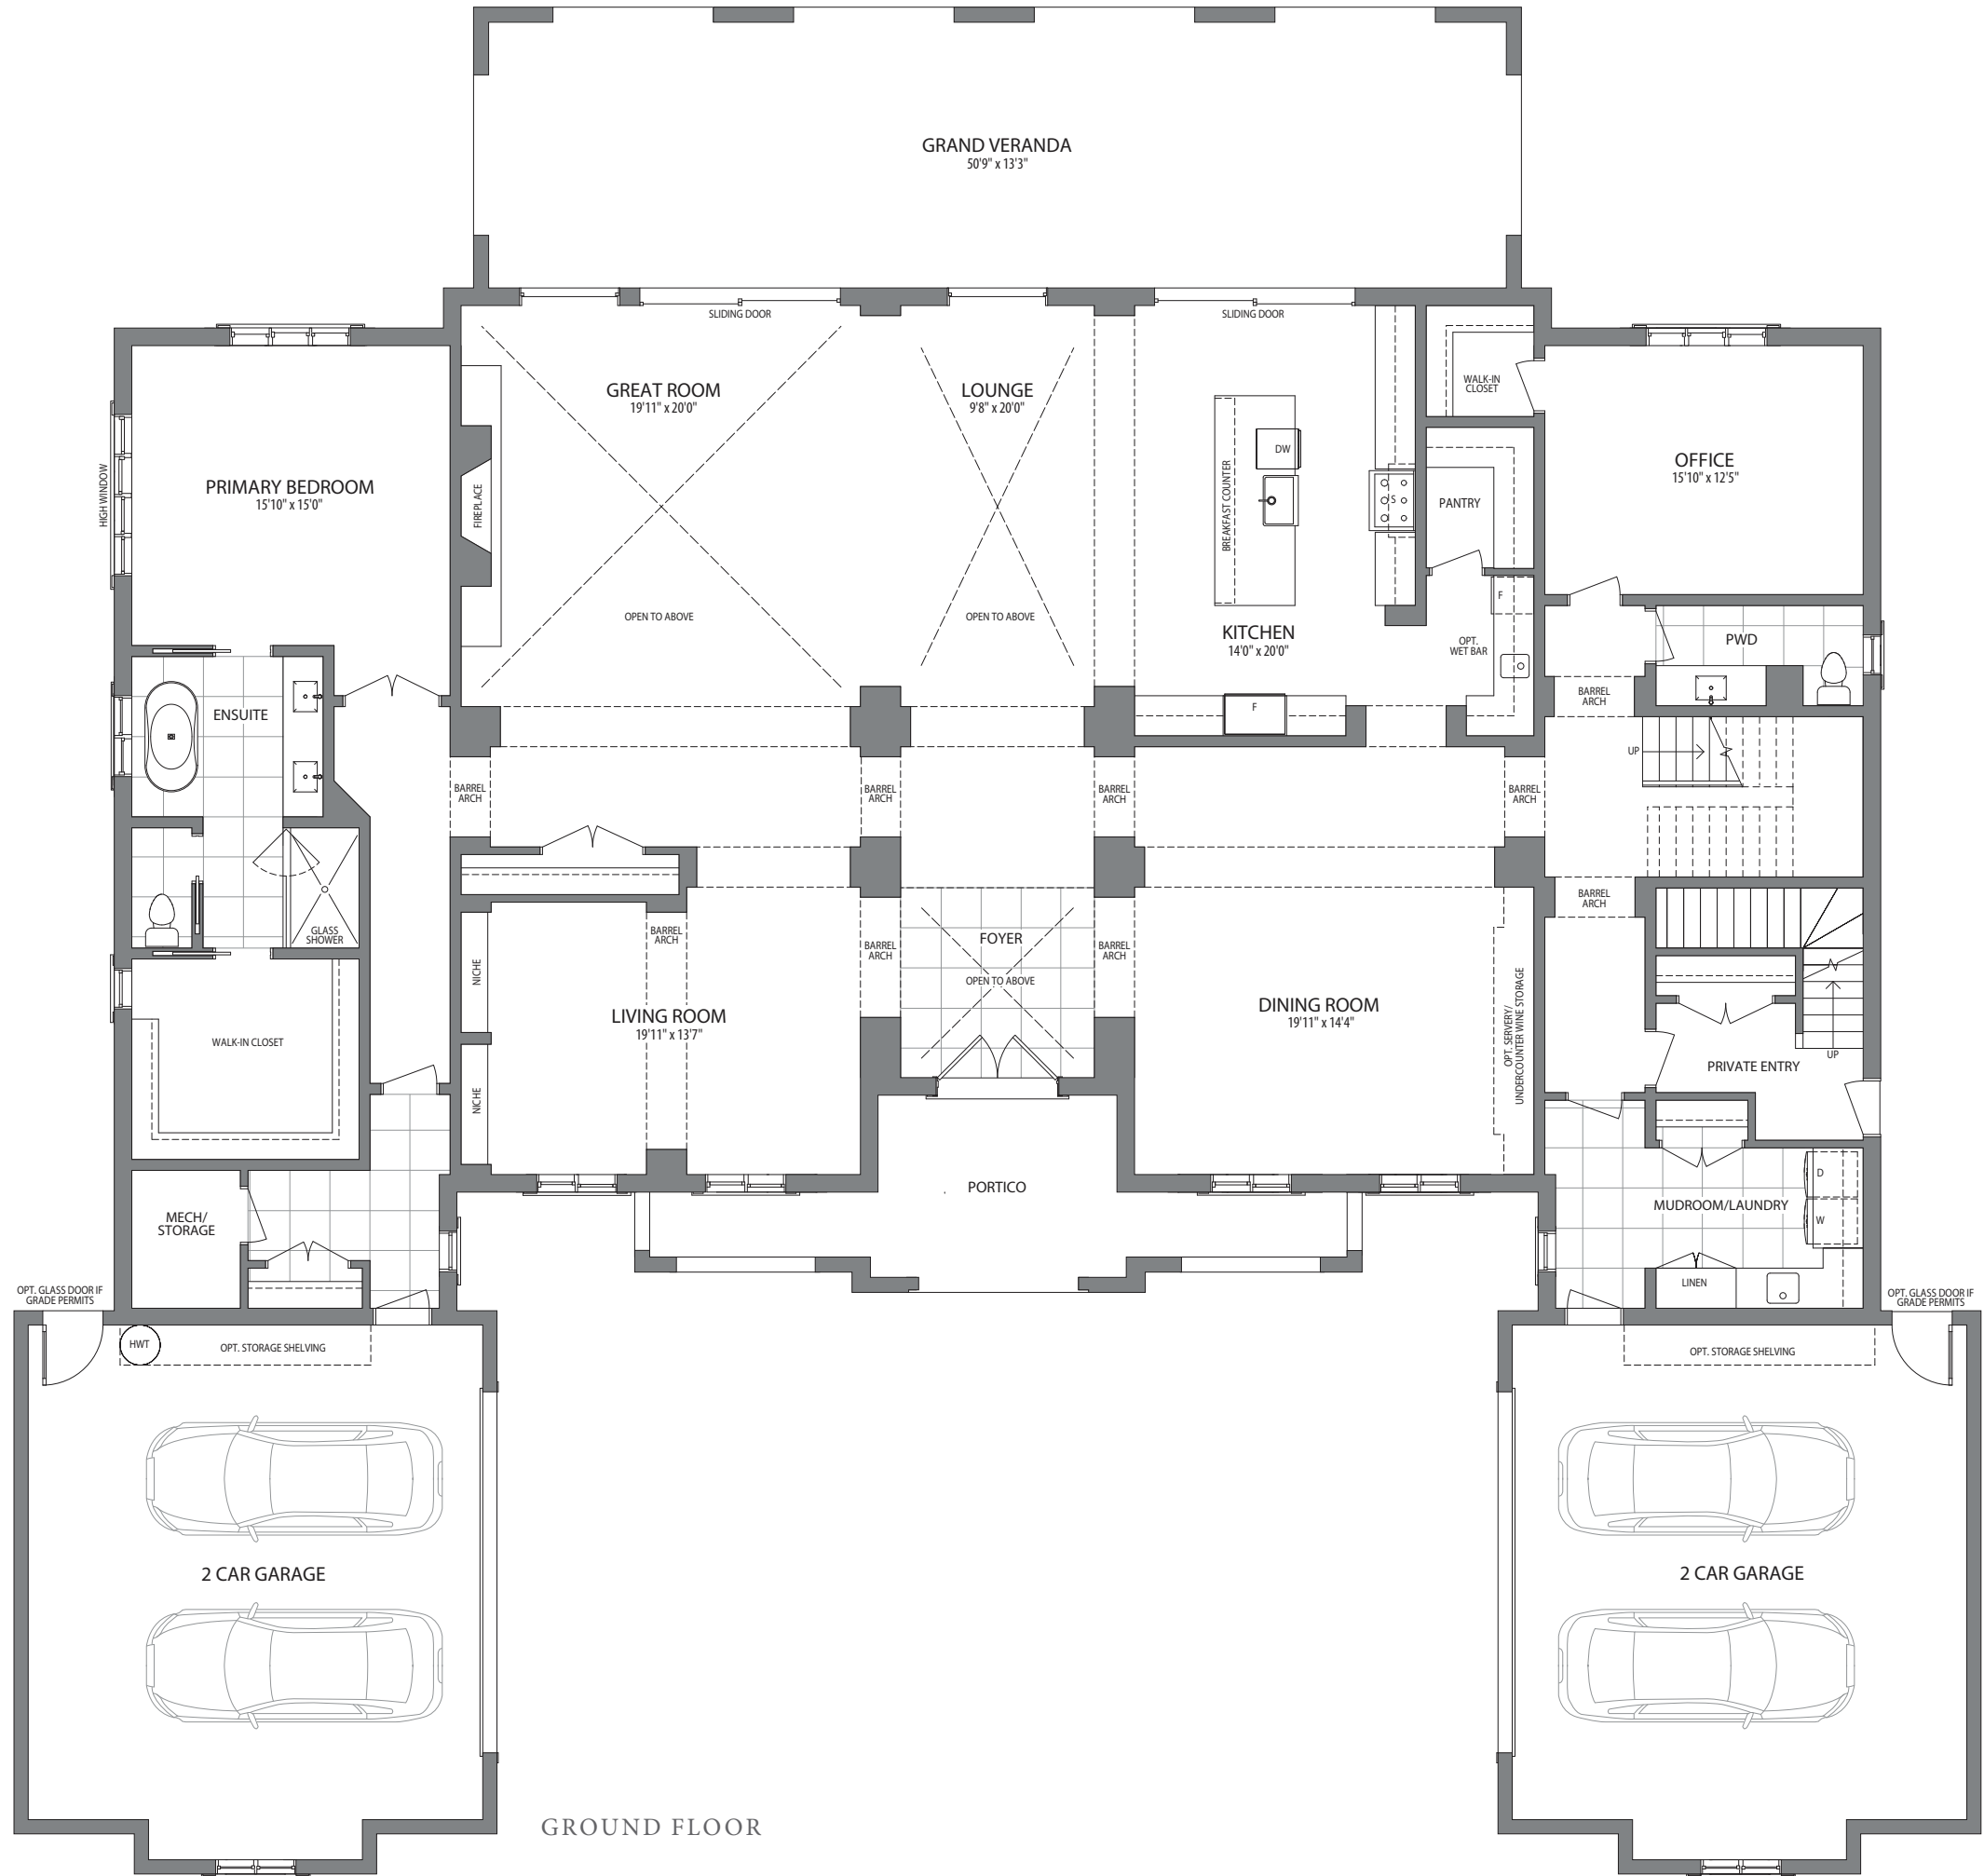 GRAND VERANDA
50'9" x 13'3"
SLIDING DOOR
SLIDING DOOR
GREAT ROOM
19'11" x 20'0"
LOUNGE
9'8" x 20'0"
WALK-IN
CLOSET
DW
OFFICE
15'10" x 12'5"
PRIMARY BEDROOM
15'10" x 15'0"
HIGH WINDOW
FIREPLACE
BREAKFAST COUNTER
S
PANTRY
OPEN TO ABOVE
OPEN TO ABOVE
F
KITCHEN
14'0" x 20'0"
OPT.
WET BAR
PWD
BARREL
ARCH
ENSUITE
F
UP
BARREL
ARCH
BARREL
ARCH
BARREL
ARCH
BARREL
ARCH
BARREL
ARCH
GLASS
SHOWER
BARREL
ARCH
FOYER
BARREL
ARCH
BARREL
ARCH
NICHE
OPEN TO ABOVE
LIVING ROOM
19'11" x 13'7"
DINING ROOM
19'11" x 14'4"
OPT. SERVERY/
UNDERCOUNTER WINE STORAGE
WALK-IN CLOSET
UP
PRIVATE ENTRY
NICHE
PORTICO
D
MECH/
STORAGE
MUDROOM/LAUNDRY
W
LINEN
OPT. GLASS DOOR IF
GRADE PERMITS
OPT. GLASS DOOR IF
GRADE PERMITS
HWT
OPT. STORAGE SHELVING
OPT. STORAGE SHELVING
2 CAR GARAGE
2 CAR GARAGE
GROUND FLOOR